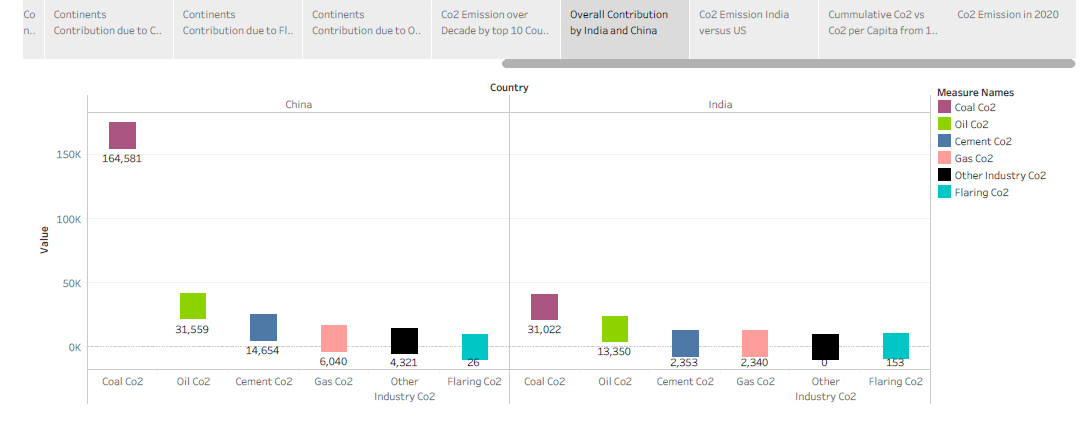 Co
n..
Continents
Contribution due to C..
Continents
Contribution due to Fl..
Continents
Contribution due to O..
Co2 Emission over
Decade by top 10 Cou..
Overall Contribution
by India and China
Co2 Emission India
versus US
Cummulative Co2 vs
Co2 per Capita from 1..
Co2 Emission in 2020
Country
China
India
Value
150K
100K
50K
0K
164,581
31,559
14,654
6,040
4,321
26
31,022
13,350
2,353
2,340
0
153
Coal Co2
Oil Co2
Cement Co2
Gas Co2
Other
Industry Co2
Flaring Co2
Coal Co2
Oil Co2
Cement Co2
Gas Co2
Other
Industry Co2
Flaring Co2
Measure Names
Coal Co2
Oil Co2
Cement Co2
Gas Co2
Other Industry Co2
Flaring Co2